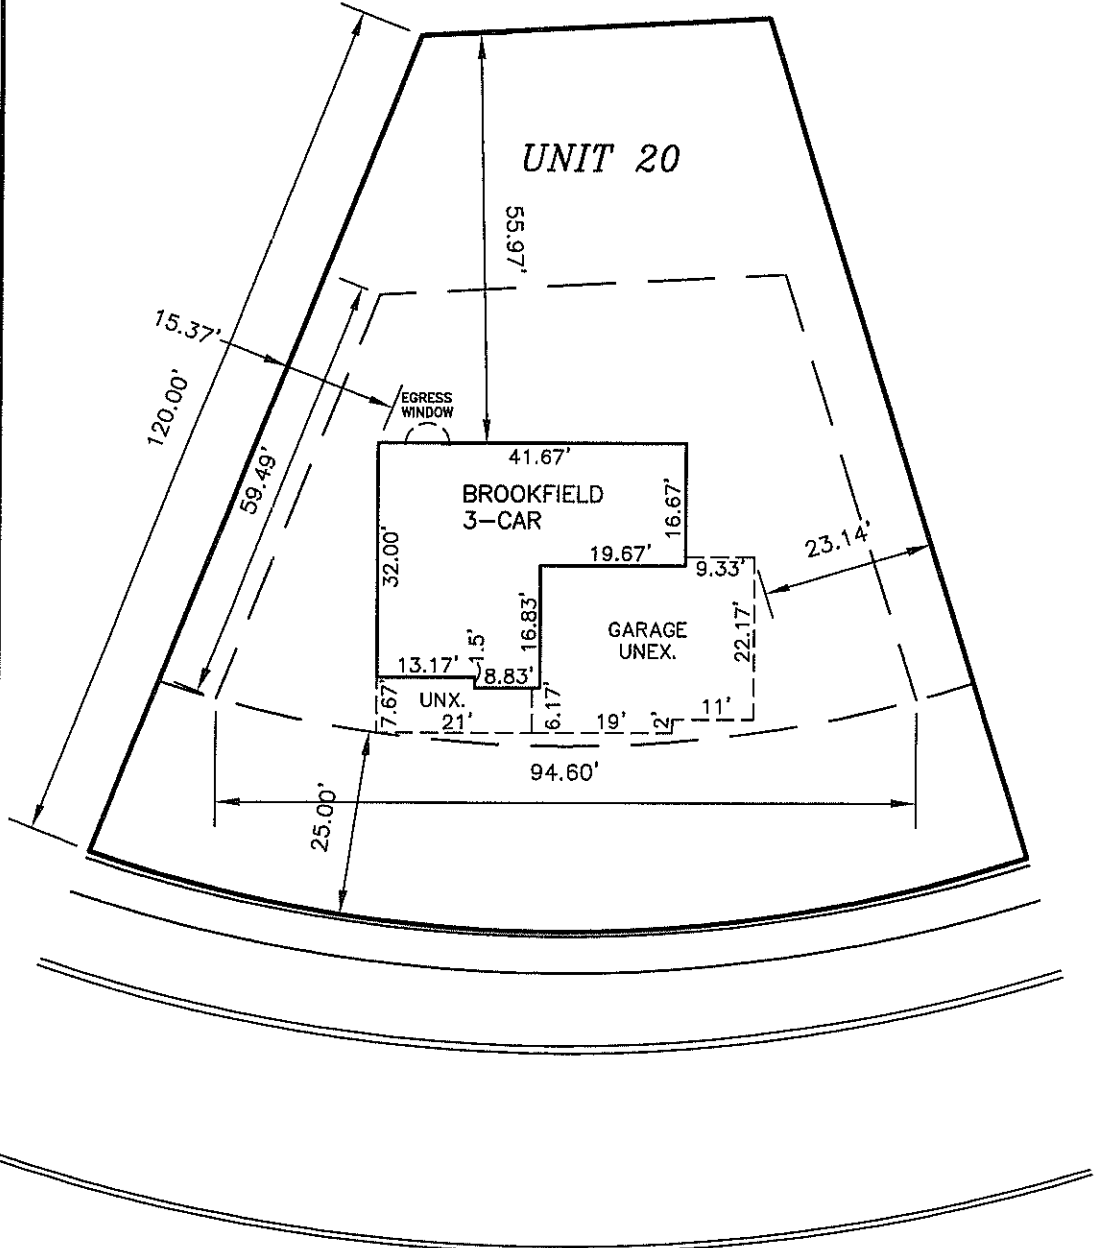 UNIT 20
55.97'
15.37'
120.00'
59.49'
EGRESS
WINDOW
41.67'
BROOKFIELD
3-CAR
16.67'
32.00'
19.67'
9.33'
23.14'
16.83'
GARAGE
UNEX.
22.17'
1.5'
13.17'
8.83'
UNX.
7.67'
21'
6.17'
19'
2'
11'
94.60'
25.00'